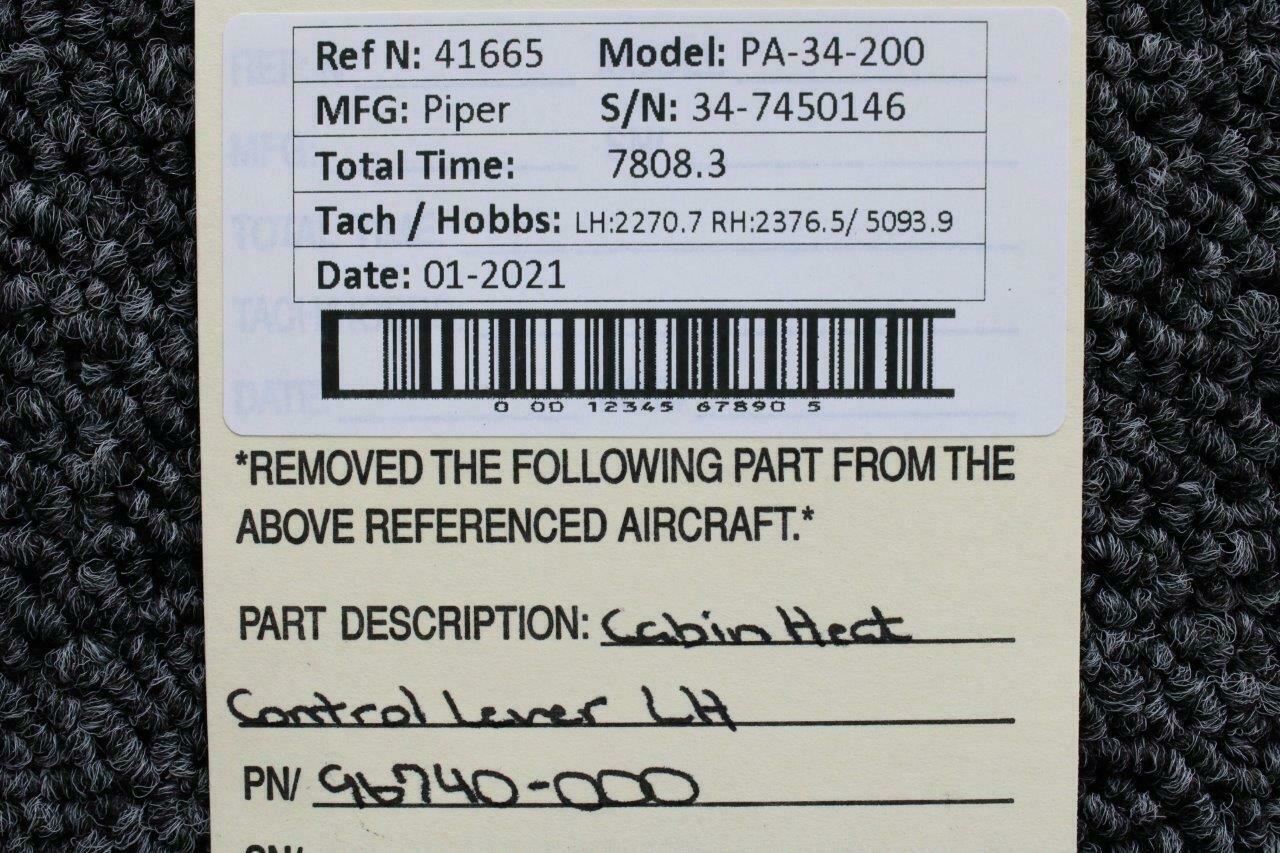 Ref N: 41665 Model: PA-34-200
MFG: Piper S/N: 34-7450146
Total Time: 7808.3
Tach / Hobbs: LH:2270.7 RH:2376.5/ 5093.9
Date: 01-2021
0 00 12345 67890 5
*REMOVED THE FOLLOWING PART FROM THE
ABOVE REFERENCED AIRCRAFT.*
PART DESCRIPTION: Cabin Heat
Control Lever LH
PN/ 96740-000